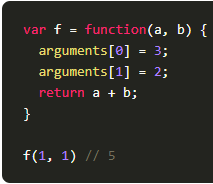 var f = function(a, b) {
  arguments[0] = 3;
  arguments[1] = 2;
  return a + b;
}

f(1, 1) // 5